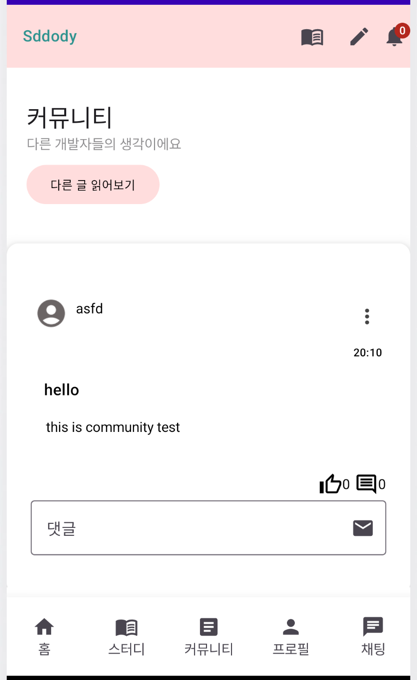 Sddody
0
커뮤니티
다른 개발자들의 생각이에요
다른 글 읽어보기
asfd
20:10
hello
this is community test
0 0
댓글
홈 스터디 커뮤니티 프로필 채팅